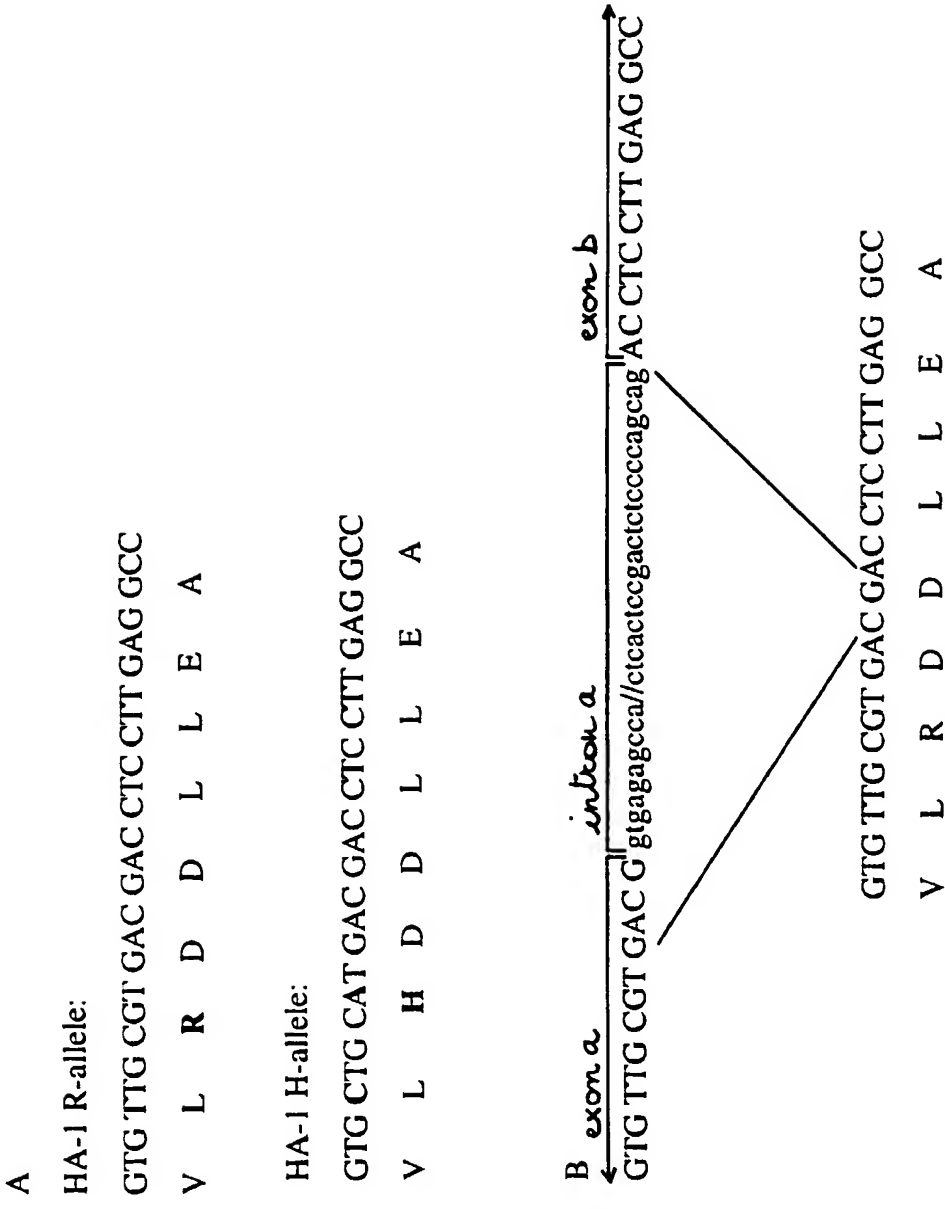 A
HA-1 R-allele:
GTG TTG CGT GAC GAC CTC CTT GAG GCC
V L R D D L L E A
HA-1 H-allele:
GTG CTG CAT GAC GAC CTC CTT GAG GCC
V L H D D L L E A
B exon a intron a exon b
GTG TTG CGT GAC G gtgagagcca//ctcactccgactctccccagcag AC CTC CTT GAG GCC
GTG TTG CGT GAC GACC CTC CTT GAG GCC
V L R D D L L E A